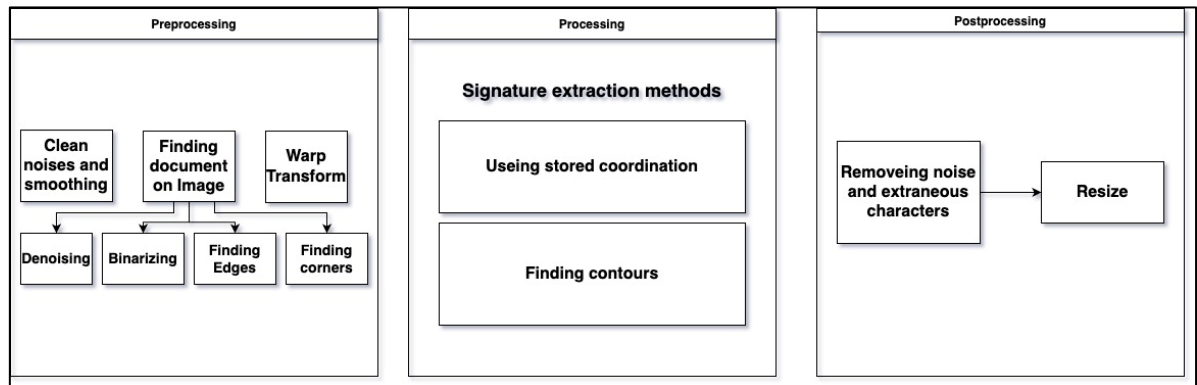 Preprocessing
Clean
noises and
smoothing
Finding
document
on Image
Warp
Transform
Denoising
Binarizing
Finding
Edges
Finding
corners
Processing
Signature extraction methods
Useing stored coordination
Finding contours
Postprocessing
Removeing noise
and extraneous
characters
Resize